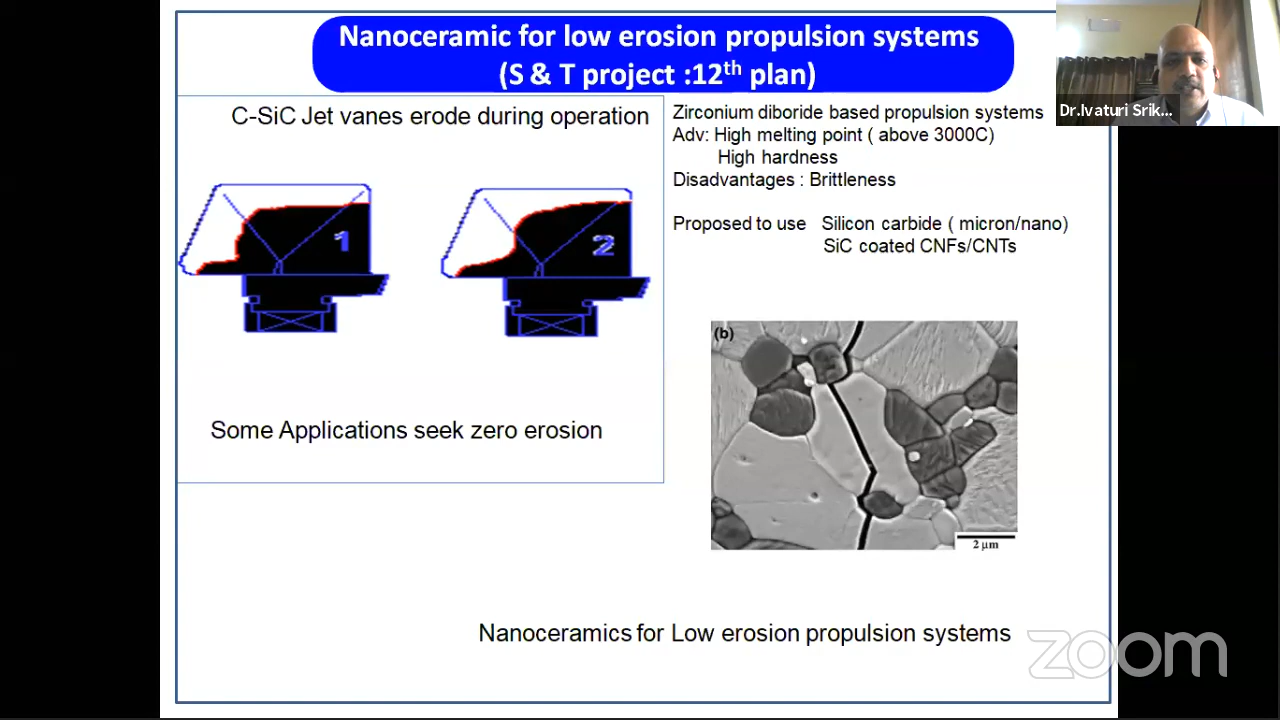 Nanoceramic for low erosion propulsion systems
(S & T project :12th plan)
Dr.Ivaturi Srik...
C-SiC Jet vanes erode during operation
1
2
Some Applications seek zero erosion
Zirconium diboride based propulsion systems
Adv: High melting point ( above 3000C)
High hardness
Disadvantages : Brittleness
Proposed to use Silicon carbide ( micron/nano)
SiC coated CNFs/CNTs
(b)
2 μm
Nanoceramics for Low erosion propulsion systems
zoom